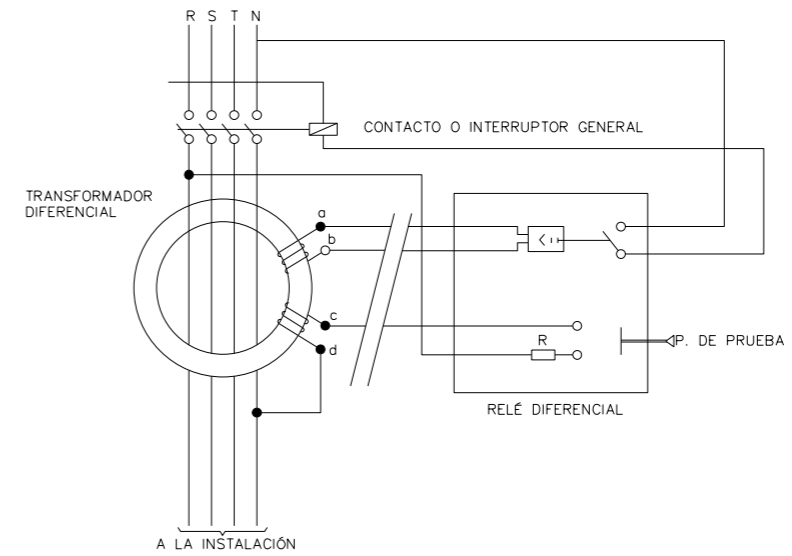 R S T N
CONTACTO O INTERRUPTOR GENERAL
TRANSFORMADOR
DIFERENCIAL
a
b
c
d
R
P. DE PRUEBA
RELÉ DIFERENCIAL
A LA INSTALACIÓN